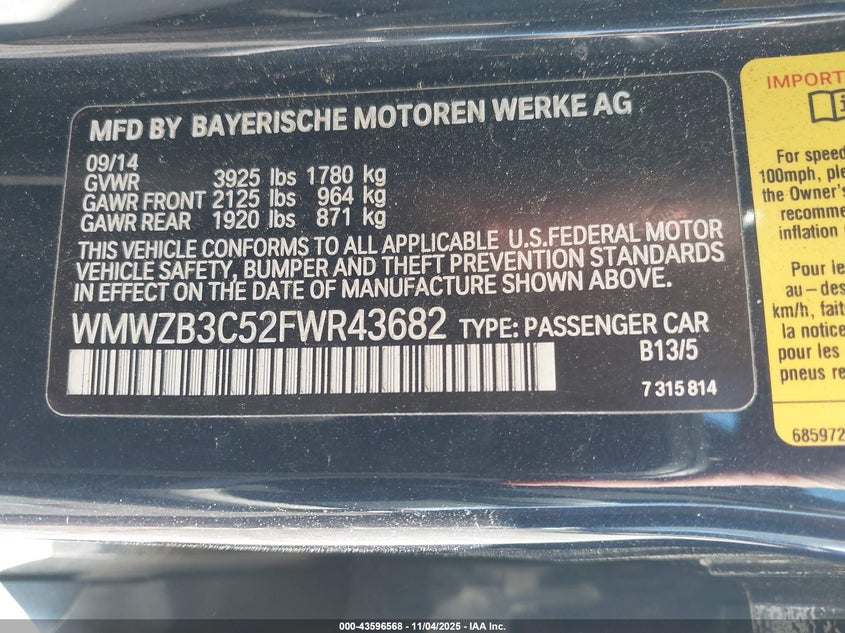 MFD BY BAYERISCHE MOTOREN WERKE AG
09/14
GVWR 3925 lbs 1780 kg
GAWR FRONT 2125 lbs 964 kg
GAWR REAR 1920 lbs 871 kg
THIS VEHICLE CONFORMS TO ALL APPLICABLE U.S.FEDERAL MOTOR
VEHICLE SAFETY, BUMPER AND THEFT PREVENTION STANDARDS
IN EFFECT ON DATE OF MANUFACTURE SHOWN ABOVE.
WMWZB3C52FWR43682 TYPE: PASSENGER CAR
B13/5
7 315 814
IMPORT
For speed
100mph, ple
the Owner's
recomme
inflation
Pour le
au-des
km/h, fait
la notice
pour les
pneus re
685972
000-43596568 - 11/04/2025 - IAA Inc.